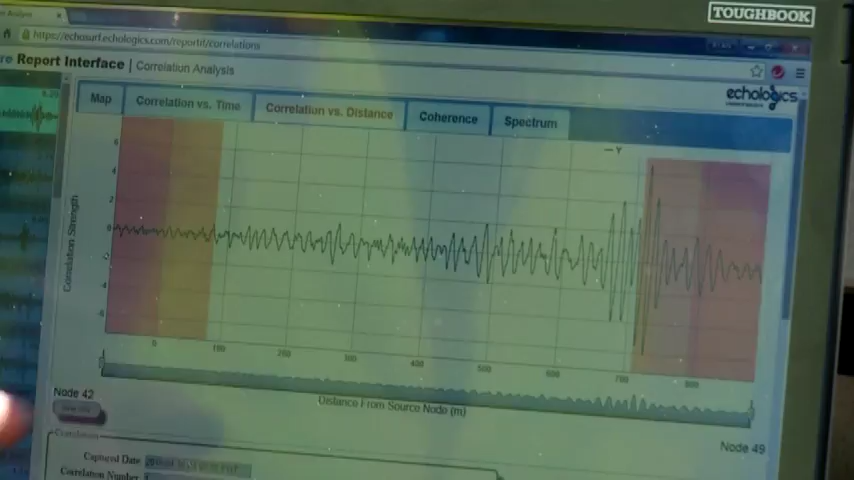 TOUGHBOOK
https://echosurf.echologics.com/reportif/correlations
Report Interface | Correlation Analysis
echologics
Map
Correlation vs. Time
Correlation vs. Distance
Coherence
Spectrum
Y
Correlation Strength
0
100
200
300
400
500
600
700
800
Distance From Source Node (m)
Node 42
Node 49
Correlations
Captured Date
Correlation Number